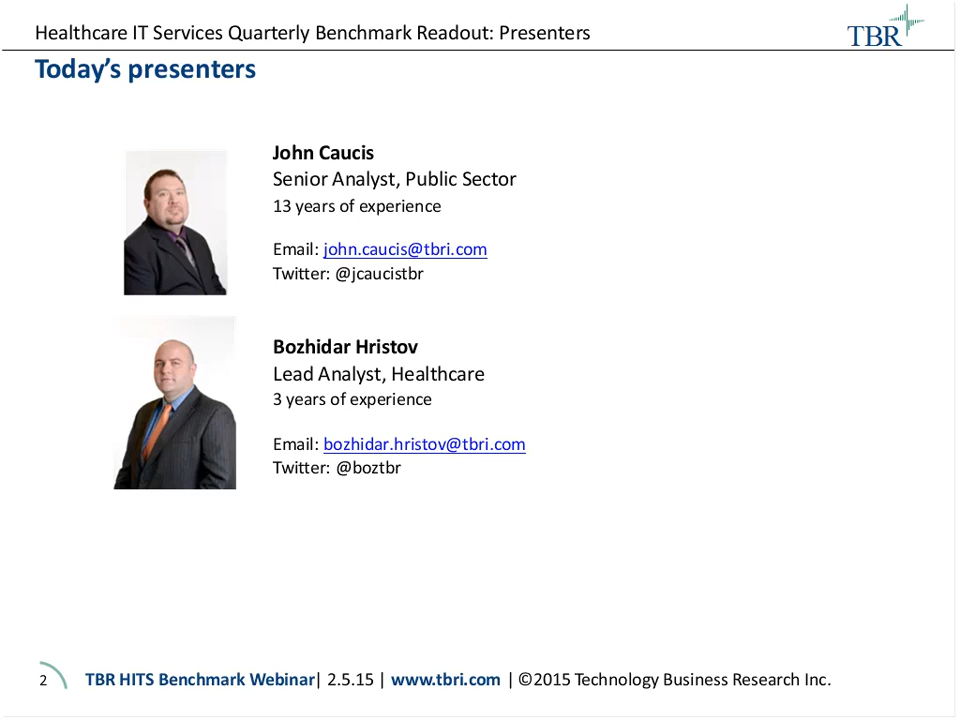 Healthcare IT Services Quarterly Benchmark Readout: Presenters
TBR
Today’s presenters
John Caucis
Senior Analyst, Public Sector
13 years of experience
Email: john.caucis@tbri.com
Twitter: @jcaucistbr
Bozhidar Hristov
Lead Analyst, Healthcare
3 years of experience
Email: bozhidar.hristov@tbri.com
Twitter: @boztbr
2 TBR HITS Benchmark Webinar| 2.5.15 | www.tbri.com | ©2015 Technology Business Research Inc.